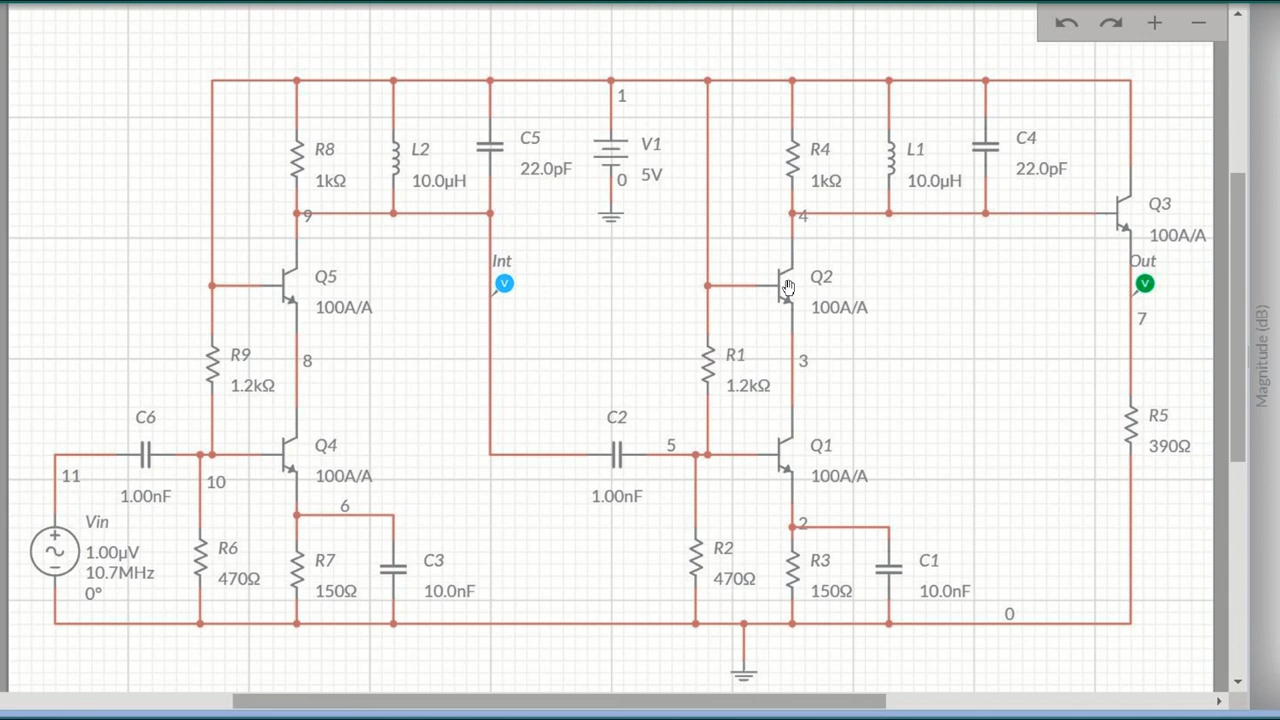 1
R8
1kΩ
L2
10.0µH
C5
22.0pF
V1
5V
0
R4
1kΩ
L1
10.0µH
C4
22.0pF
Q3
100A/A
9
4
Int
V
Out
V
7
Q5
100A/A
Q2
100A/A
R9
1.2kΩ
8
R1
1.2kΩ
3
C6
1.00nF
11
10
Q4
100A/A
C2
1.00nF
5
Q1
100A/A
R5
390Ω
6
2
Vin
1.00µV
10.7MHz
0°
R6
470Ω
R7
150Ω
C3
10.0nF
R2
470Ω
R3
150Ω
C1
10.0nF
0
Magnitude (dB)